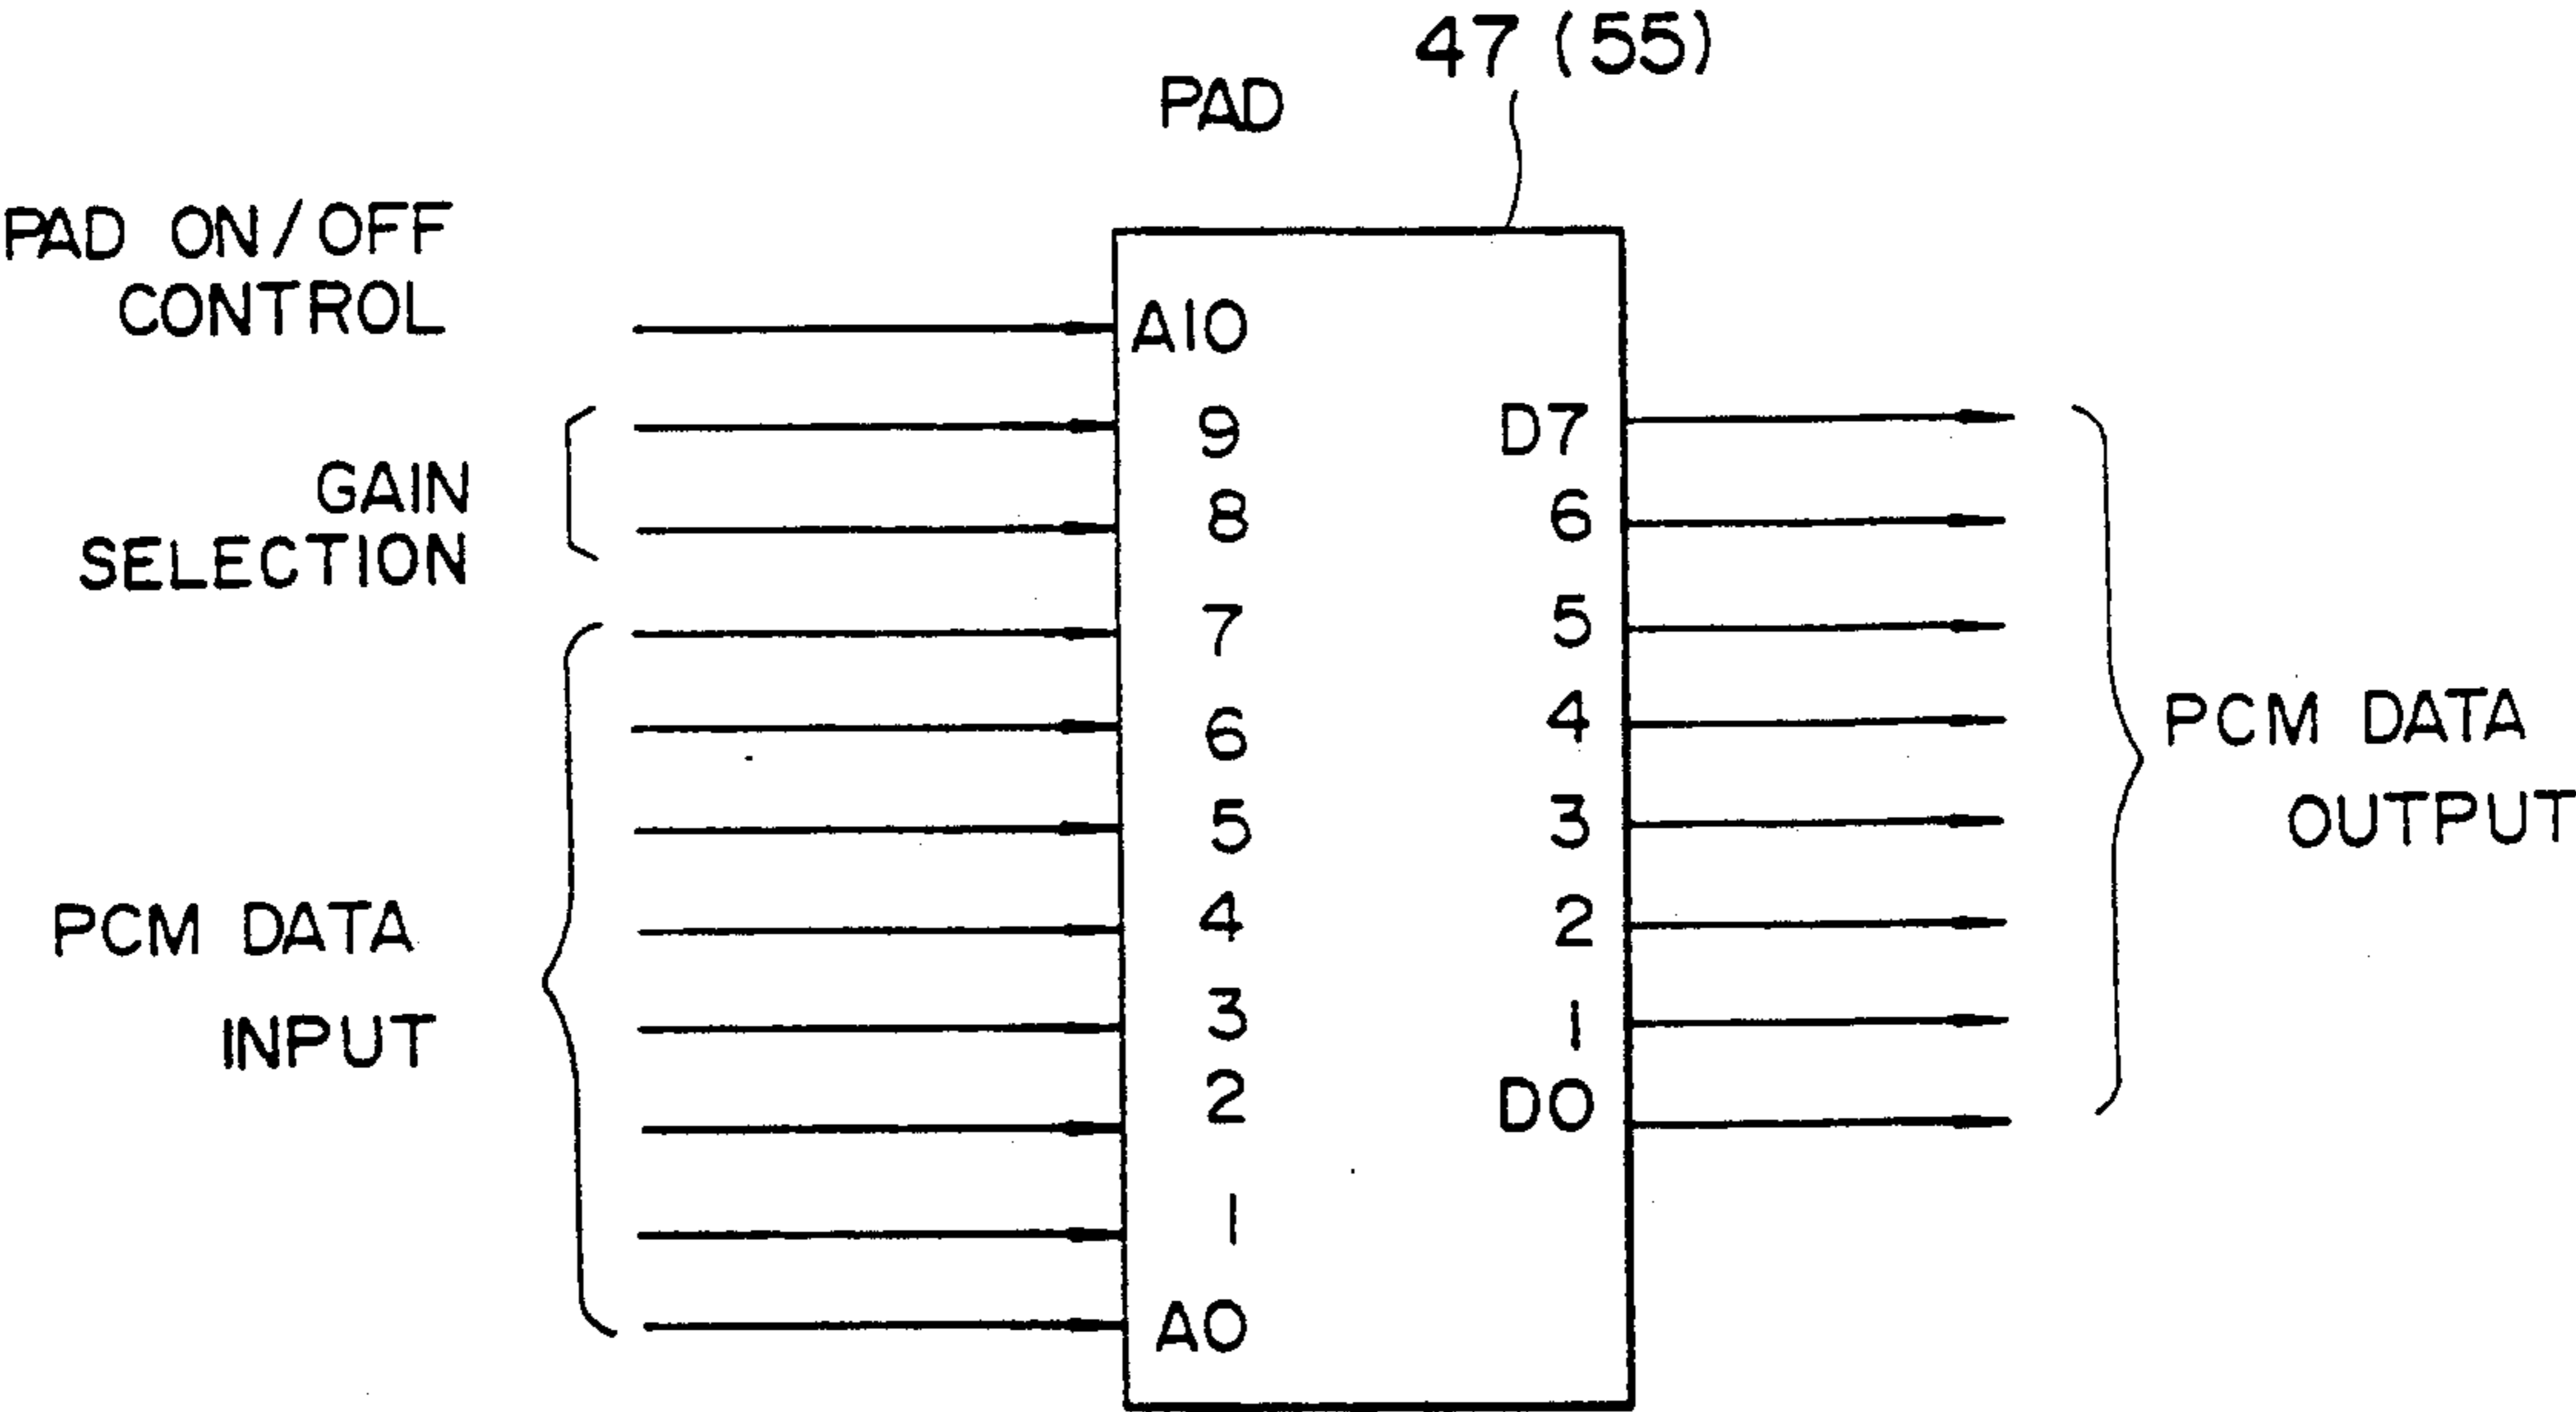 47 (55)
PAD
PAD ON/OFF
CONTROL
A10
9
8
7
6
5
4
3
2
1
A0
GAIN
SELECTION
PCM DATA
INPUT
D7
6
5
4
3
2
1
D0
PCM DATA
OUTPUT